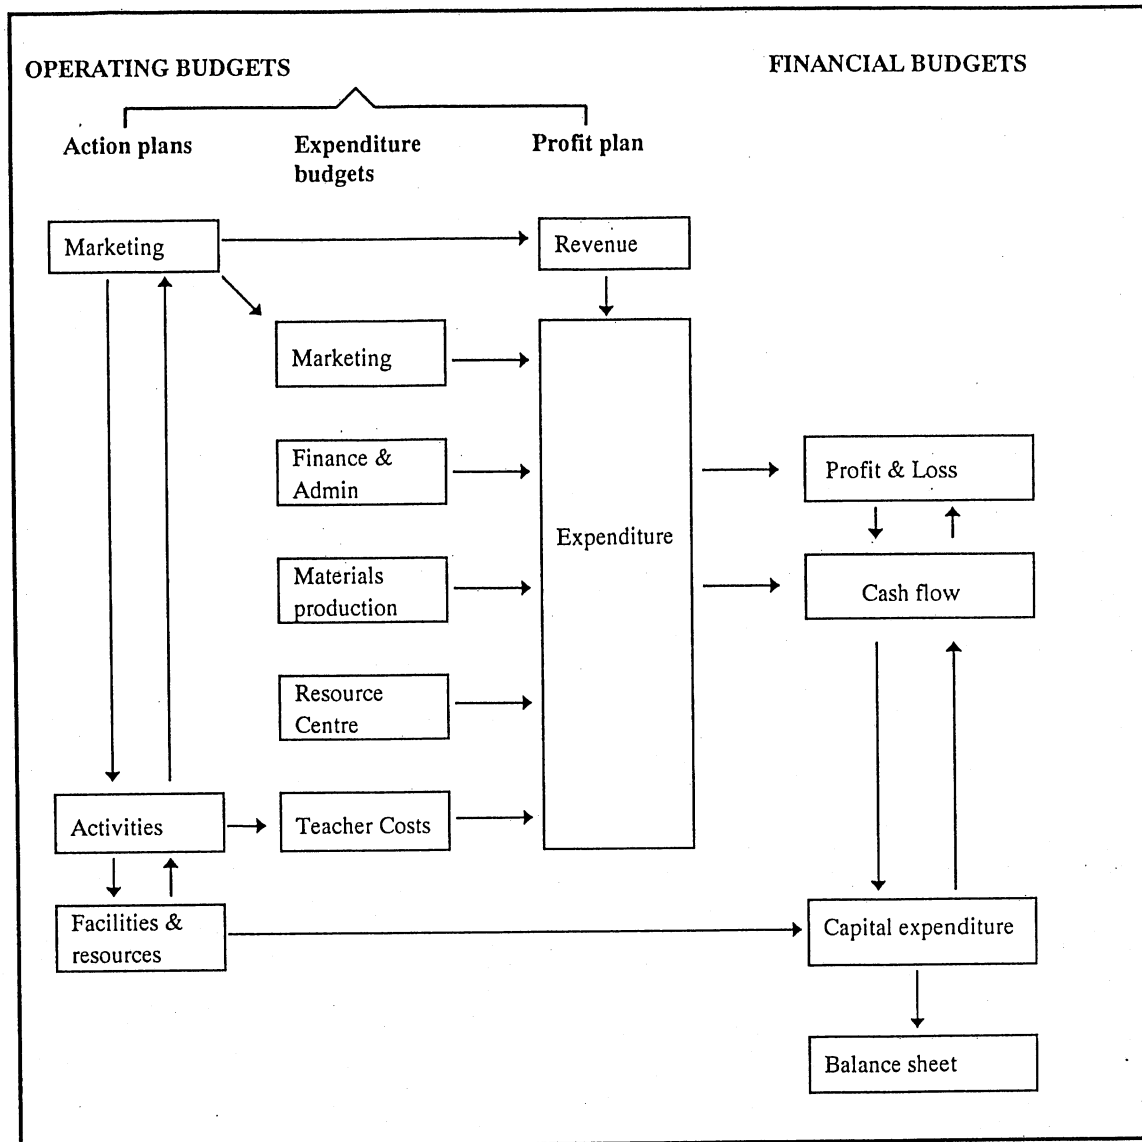 OPERATING BUDGETS
FINANCIAL BUDGETS
Action plans
Expenditure
budgets
Profit plan
Marketing
Revenue
Marketing
Finance &
Admin
Profit & Loss
Expenditure
Materials
production
Cash flow
Resource
Centre
Activities
Teacher Costs
Facilities &
resources
Capital expenditure
Balance sheet